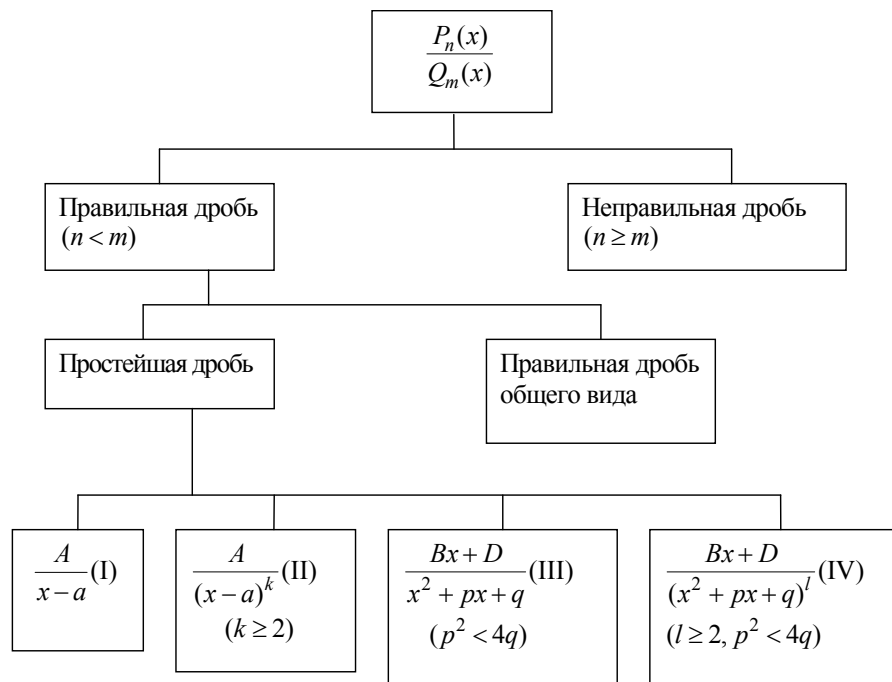 P_n(x)
Q_m(x)
Правильная дробь
(n < m)
Неправильная дробь
(n ≥ m)
Простейшая дробь
Правильная дробь
общего вида
A
x − a
(I)
A
(x − a)^k
(II)
(k ≥ 2)
Bx + D
x^2 + px + q
(III)
(p^2 < 4q)
Bx + D
(x^2 + px + q)^l
(IV)
(l ≥ 2, p^2 < 4q)